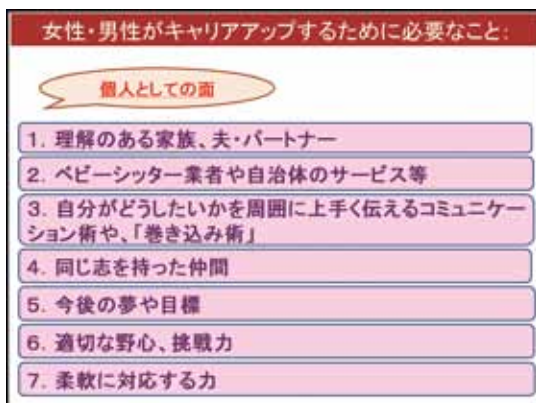 女性・男性がキャリアアップするために必要なこと:
個人としての面
1. 理解のある家族、夫・パートナー
2. ベビーシッター業者や自治体のサービス等
3. 自分がどうしたいかを周囲に上手く伝えるコミュニケー
ション術や、「巻き込み術」
4. 同じ志を持った仲間
5. 今後の夢や目標
6. 適切な野心、挑戦力
7. 柔軟に対応する力